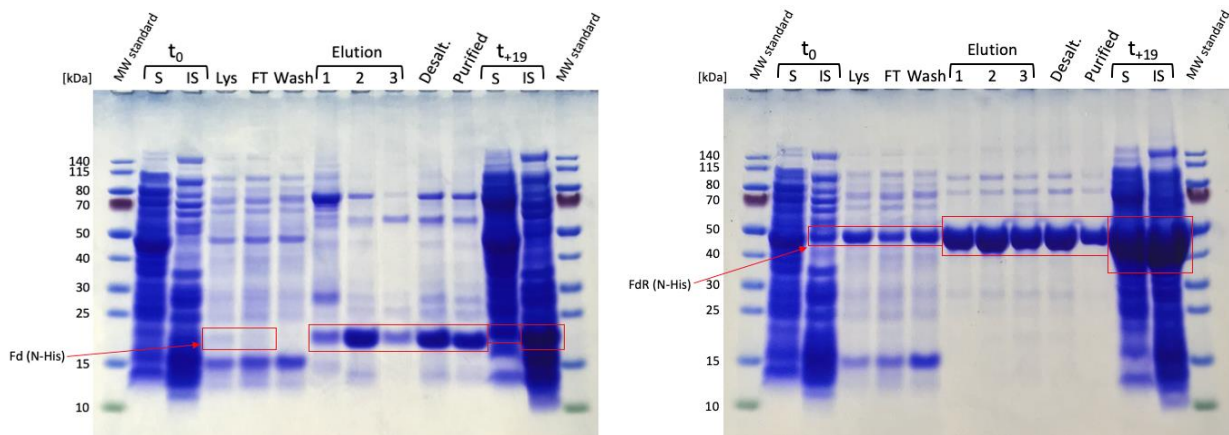 MW standard
t0
S IS Lys FT Wash
Elution
1 2 3
Desalt.
Purified
t+19
S IS
MW standard
[kDa]
140
115
80
70
50
40
30
25
15
10
Fd (N-His)
MW standard
t0
S IS Lys FT Wash
Elution
1 2 3
Desalt.
Purified
t+19
S IS
MW standard
[kDa]
140
115
80
70
50
40
30
25
15
10
FdR (N-His)